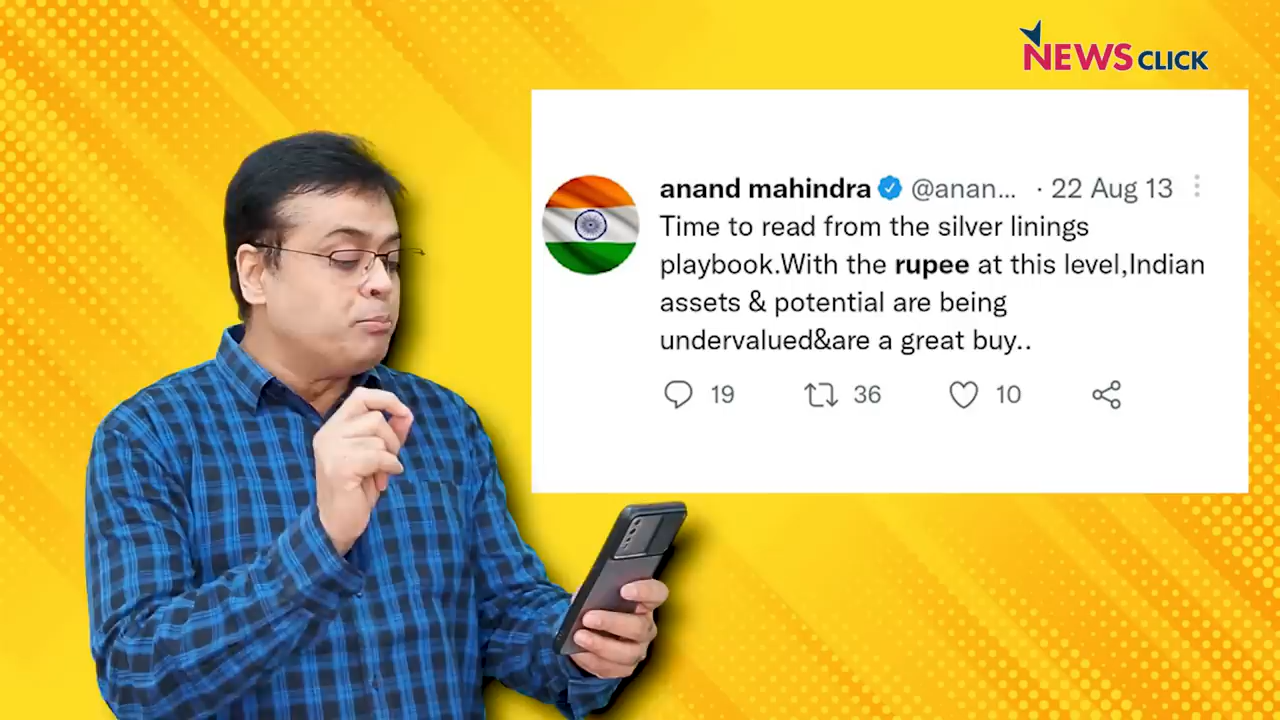 NEWS CLICK
anand mahindra @anan... · 22 Aug 13
Time to read from the silver linings
playbook.With the rupee at this level,Indian
assets & potential are being
undervalued&are a great buy..
19 36 10